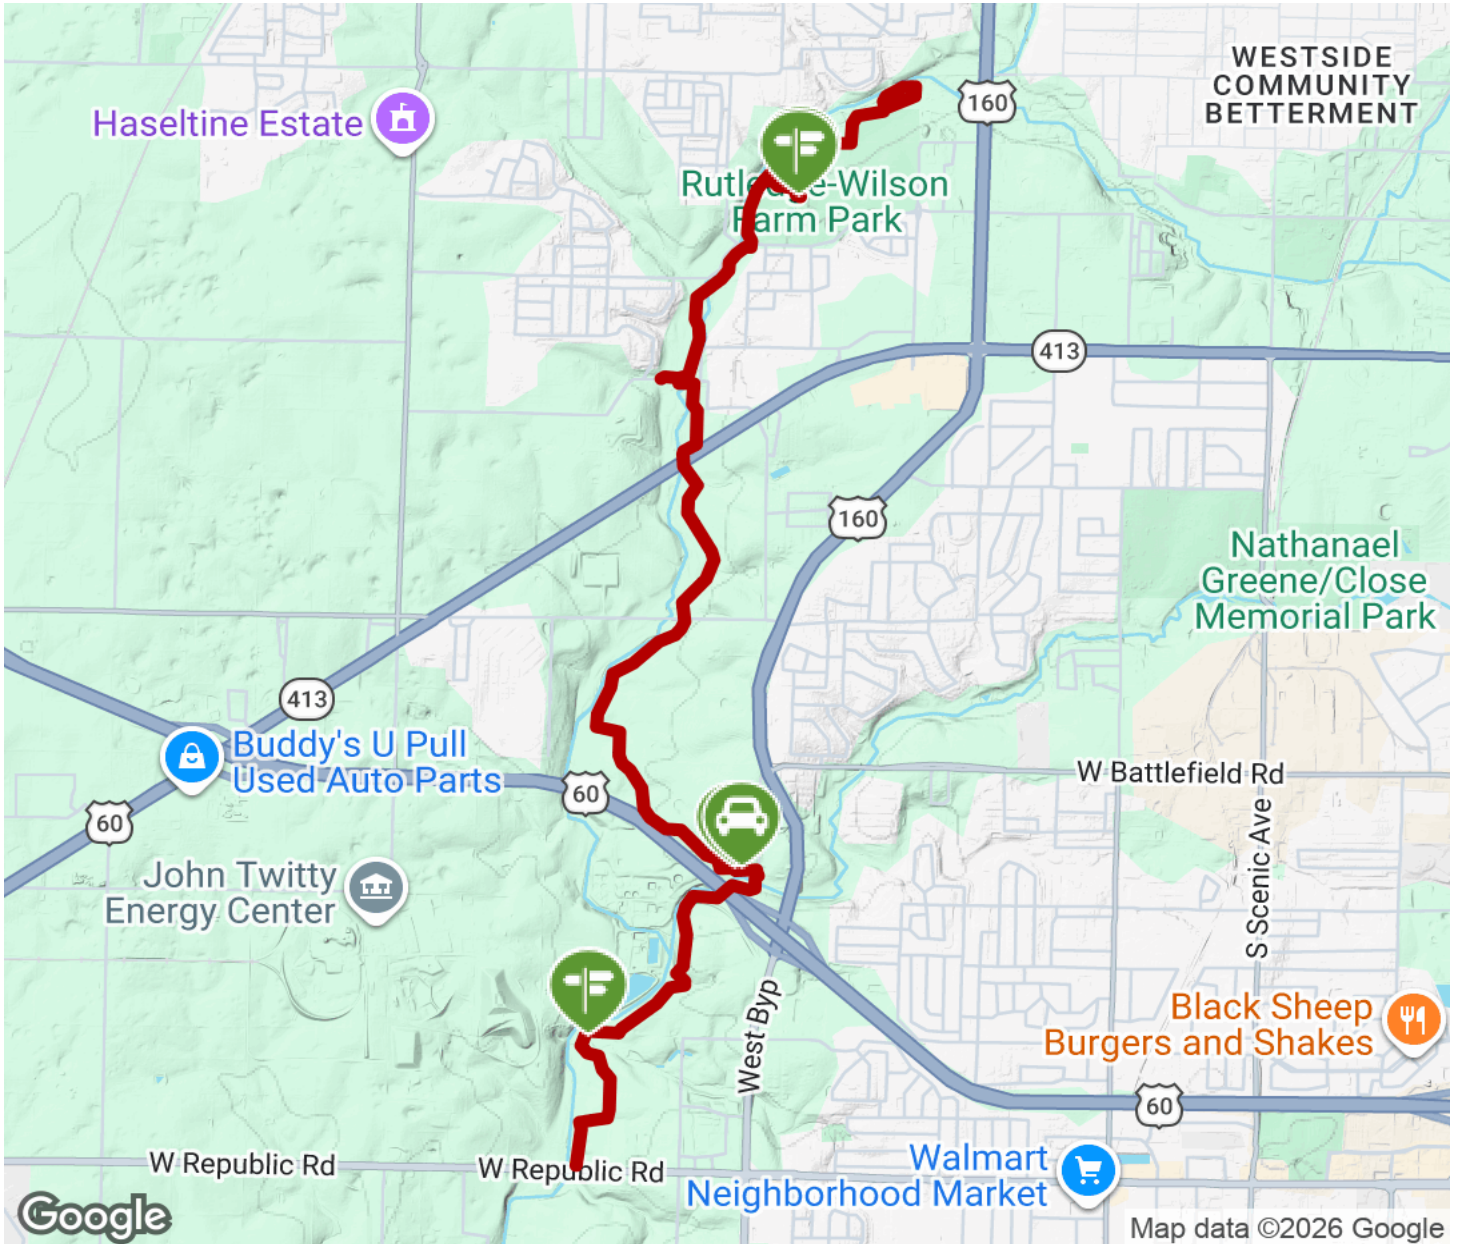 WESTSIDE
COMMUNITY
BETTERMENT
160
Haseltine Estate
Rutledge-Wilson
Farm Park
413
160
Nathanael
Greene/Close
Memorial Park
413
Buddy's U Pull
Used Auto Parts
60
60
W Battlefield Rd
John Twitty
Energy Center
S Scenic Ave
West Byp
Black Sheep
Burgers and Shakes
60
W Republic Rd
W Republic Rd
Walmart
Neighborhood Market
Google
Map data ©2026 Google